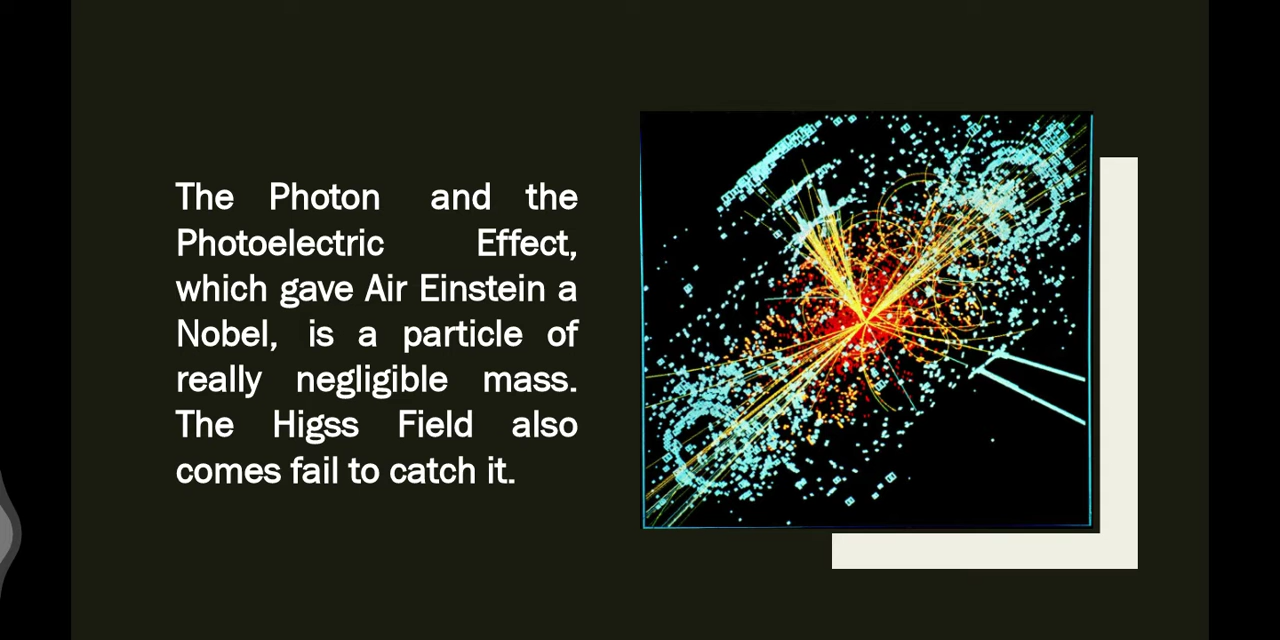 The Photon and the
Photoelectric Effect,
which gave Air Einstein a
Nobel, is a particle of
really negligible mass.
The Higss Field also
comes fail to catch it.